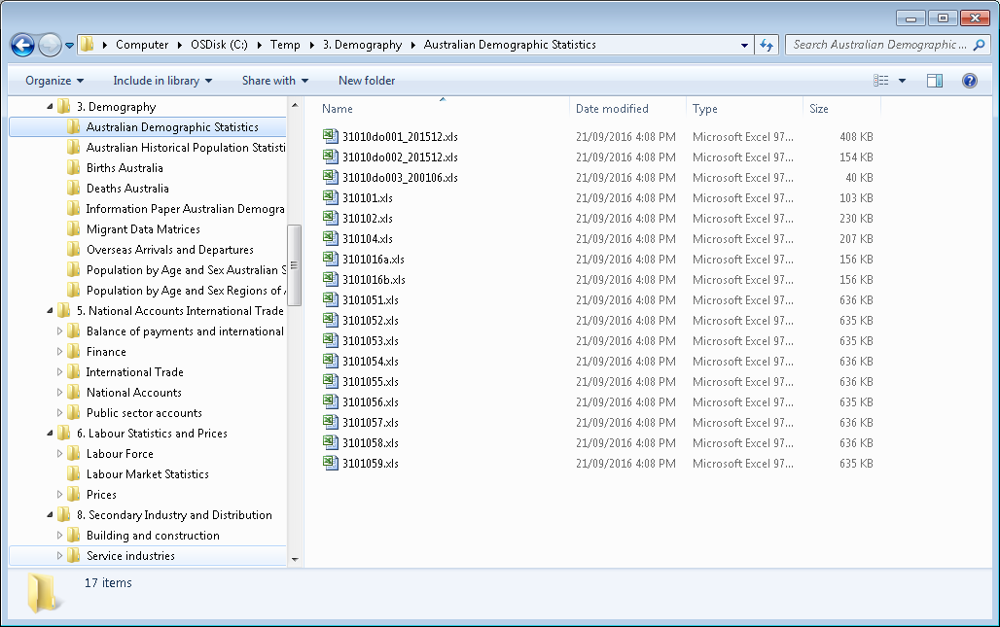 Computer OSDisk (C:) Temp 3. Demography Australian Demographic Statistics
Search Australian Demographic ...
Organize Include in library Share with New folder
3. Demography
Australian Demographic Statistics
Australian Historical Population Statisti
Births Australia
Deaths Australia
Information Paper Australian Demogra
Migrant Data Matrices
Overseas Arrivals and Departures
Population by Age and Sex Australian S
Population by Age and Sex Regions of A
5. National Accounts International Trade
Balance of payments and international
Finance
International Trade
National Accounts
Public sector accounts
6. Labour Statistics and Prices
Labour Force
Labour Market Statistics
Prices
8. Secondary Industry and Distribution
Building and construction
Service industries
Name Date modified Type Size
31010do001_201512.xls 21/09/2016 4:08 PM Microsoft Excel 97... 408 KB
31010do002_201512.xls 21/09/2016 4:08 PM Microsoft Excel 97... 154 KB
31010do003_200106.xls 21/09/2016 4:08 PM Microsoft Excel 97... 40 KB
310101.xls 21/09/2016 4:08 PM Microsoft Excel 97... 103 KB
310102.xls 21/09/2016 4:08 PM Microsoft Excel 97... 230 KB
310104.xls 21/09/2016 4:08 PM Microsoft Excel 97... 207 KB
3101016a.xls 21/09/2016 4:08 PM Microsoft Excel 97... 156 KB
3101016b.xls 21/09/2016 4:08 PM Microsoft Excel 97... 156 KB
3101051.xls 21/09/2016 4:08 PM Microsoft Excel 97... 636 KB
3101052.xls 21/09/2016 4:08 PM Microsoft Excel 97... 635 KB
3101053.xls 21/09/2016 4:08 PM Microsoft Excel 97... 635 KB
3101054.xls 21/09/2016 4:08 PM Microsoft Excel 97... 636 KB
3101055.xls 21/09/2016 4:08 PM Microsoft Excel 97... 636 KB
3101056.xls 21/09/2016 4:08 PM Microsoft Excel 97... 635 KB
3101057.xls 21/09/2016 4:08 PM Microsoft Excel 97... 636 KB
3101058.xls 21/09/2016 4:08 PM Microsoft Excel 97... 636 KB
3101059.xls 21/09/2016 4:08 PM Microsoft Excel 97... 635 KB
17 items